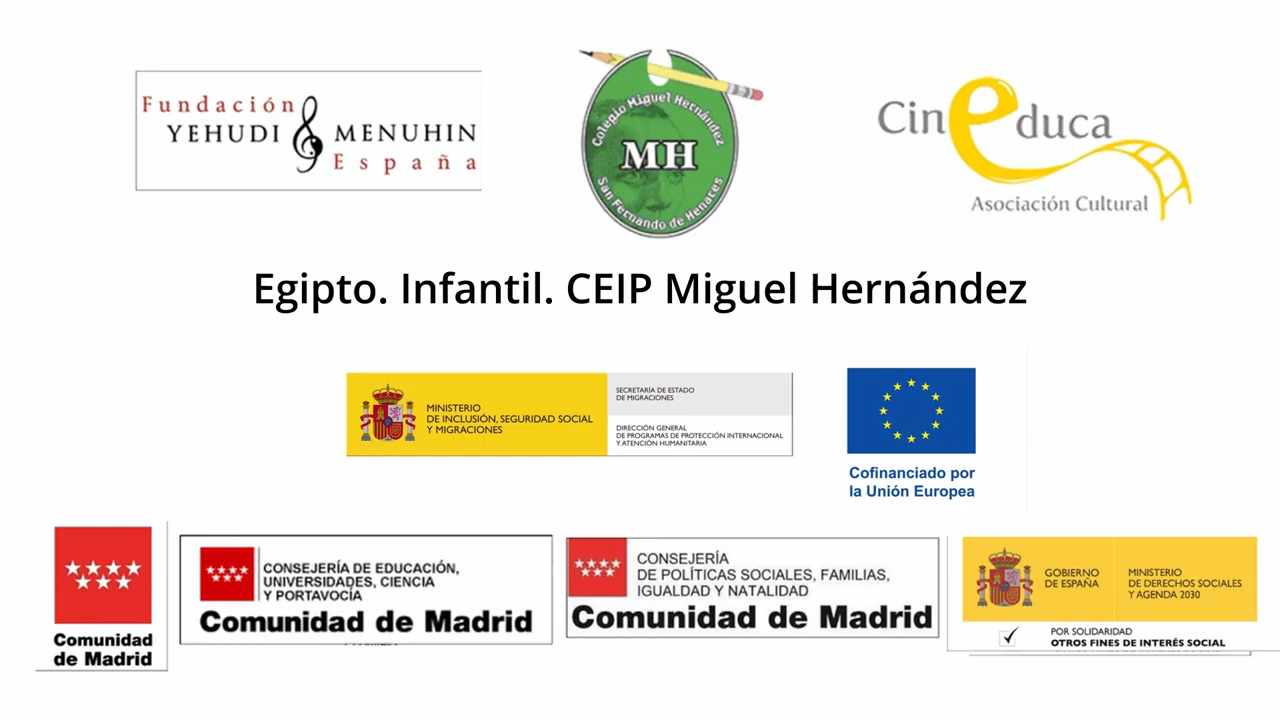 Fundación
YEHUDI MENUHIN
España
Colegio Miguel Hernández
MH
San Fernando de Henares
Cineduca
Asociación Cultural
Egipto. Infantil. CEIP Miguel Hernández
MINISTERIO
DE INCLUSIÓN, SEGURIDAD SOCIAL
Y MIGRACIONES
SECRETARÍA DE ESTADO
DE MIGRACIONES
DIRECCIÓN GENERAL
DE PROGRAMAS DE PROTECCIÓN INTERNACIONAL
Y ATENCIÓN HUMANITARIA
Cofinanciado por
la Unión Europea
Comunidad
de Madrid
CONSEJERÍA DE EDUCACIÓN,
UNIVERSIDADES, CIENCIA
Y PORTAVOCÍA
Comunidad de Madrid
CONSEJERÍA
DE POLÍTICAS SOCIALES, FAMILIAS,
IGUALDAD Y NATALIDAD
Comunidad de Madrid
GOBIERNO
DE ESPAÑA
MINISTERIO
DE DERECHOS SOCIALES
Y AGENDA 2030
POR SOLIDARIDAD
OTROS FINES DE INTERÉS SOCIAL